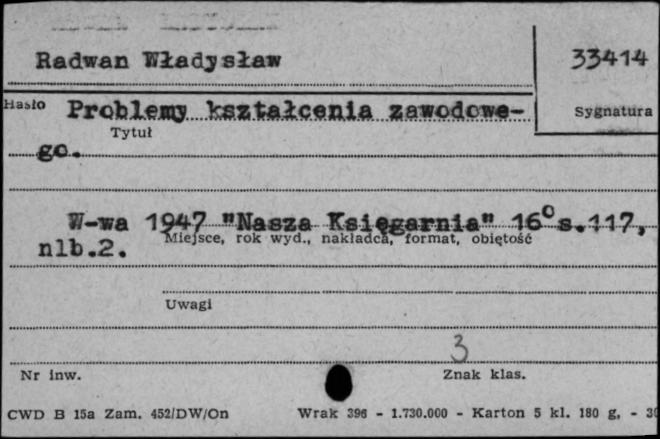 Radwan Władysław
33414
Hasło
Problemy kształcenia zawodowe-
Sygnatura
Tytuł
go.
W-wa 1947 "Nasza Księgarnia" 16° s.117,
Miejsce, rok wyd., nakładca, format, obiętość
nlb.2.
Uwagi
3
Nr inw.
Znak klas.
CWD B 15a Zam. 452/DW/On
Wrak 396 - 1.730.000 - Karton 5 kl. 180 g, - 30